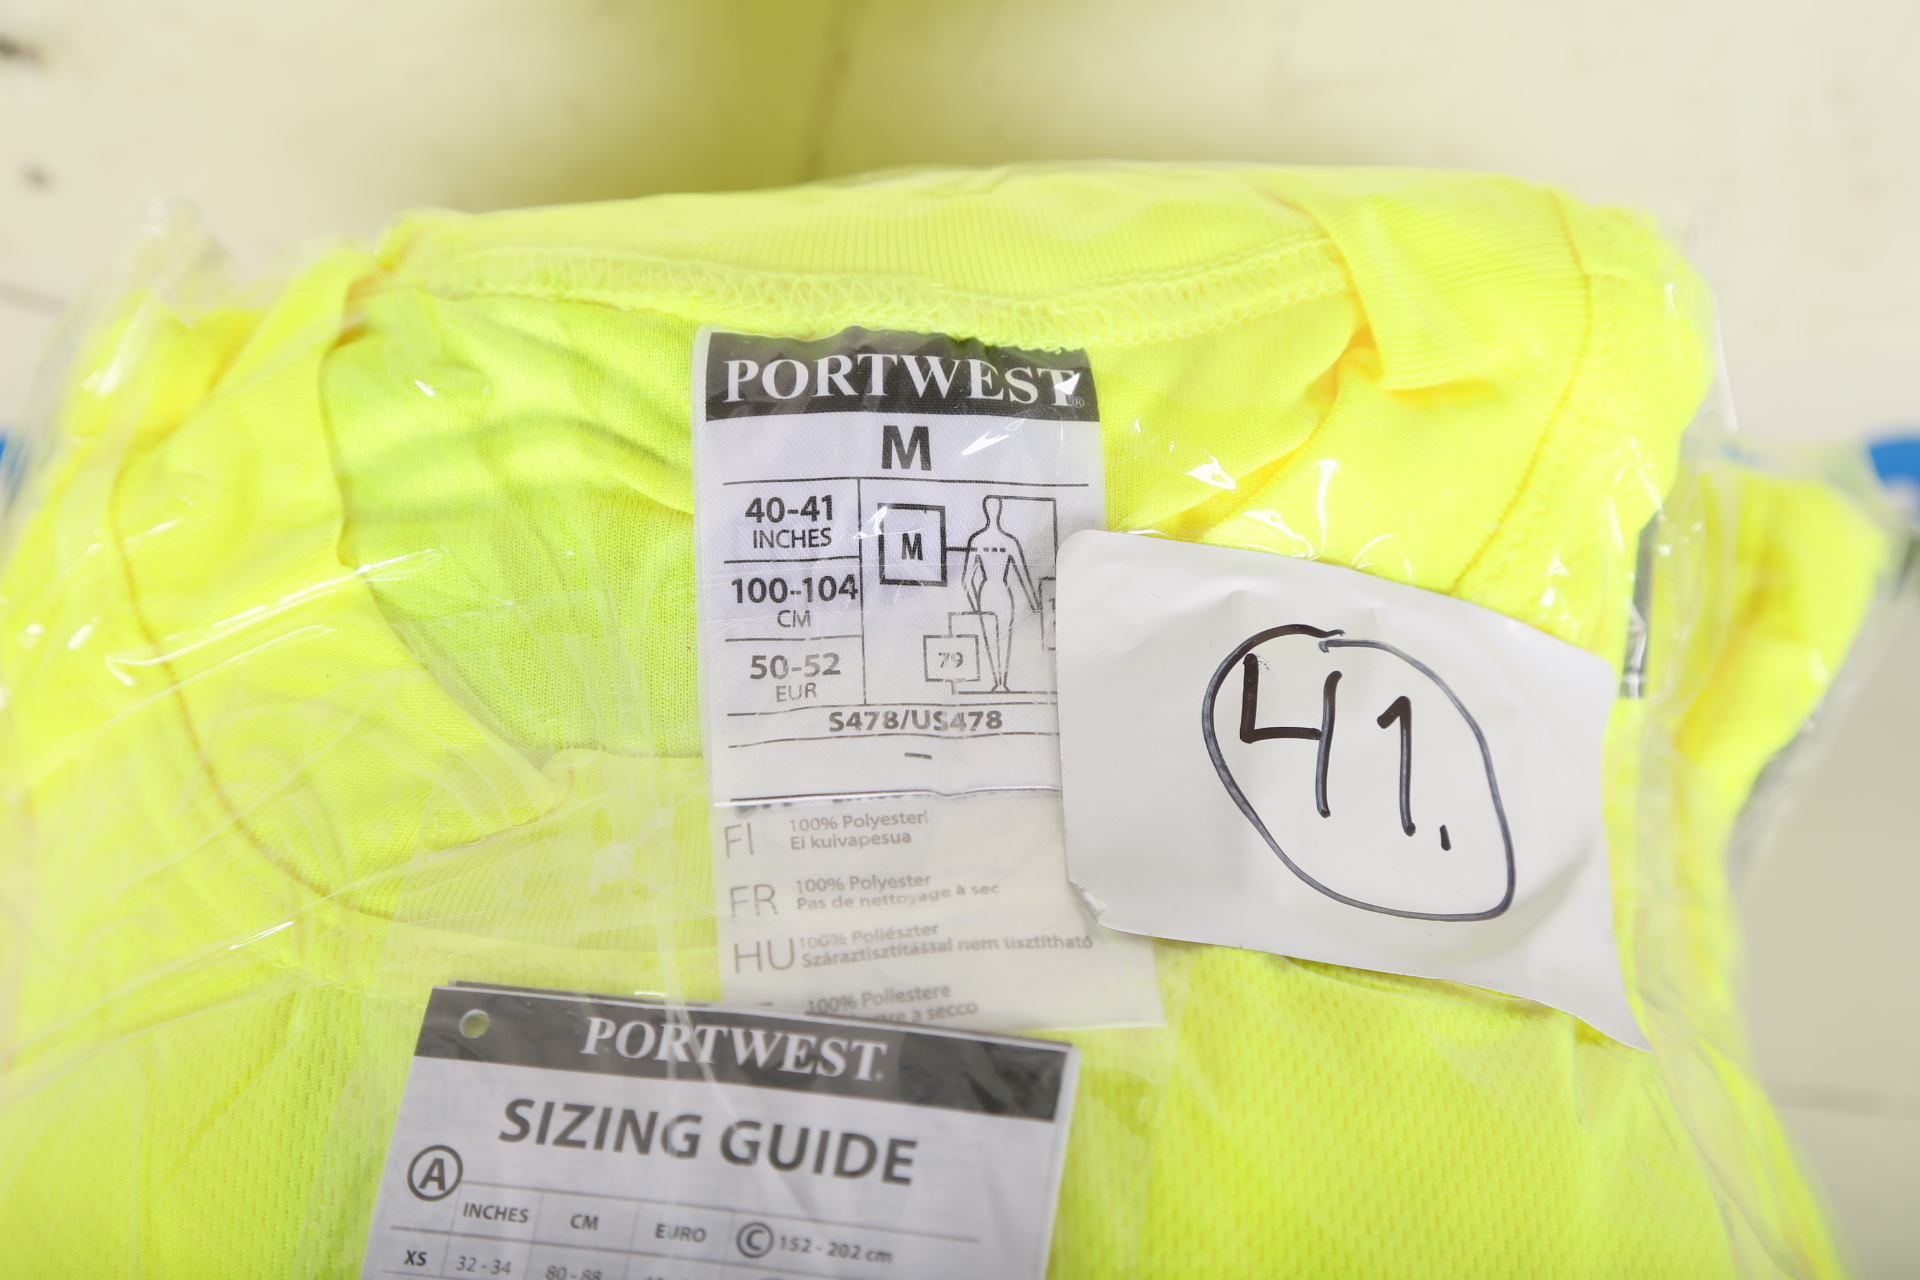 PORTWEST®
M
40-41
INCHES
100-104
CM
50-52
EUR
M
79
S478/US478
–
FI 100% Polyesteri
Ei kuivapesua
FR 100% Polyester
Pas de nettoyage à sec
HU 100% Poliészter
Száraztisztítással nem tisztítható
100% Poliestere
a secco
41.
PORTWEST®
SIZING GUIDE
A
INCHES CM EURO C 152 - 202 cm
XS 32 - 34 80 - 88